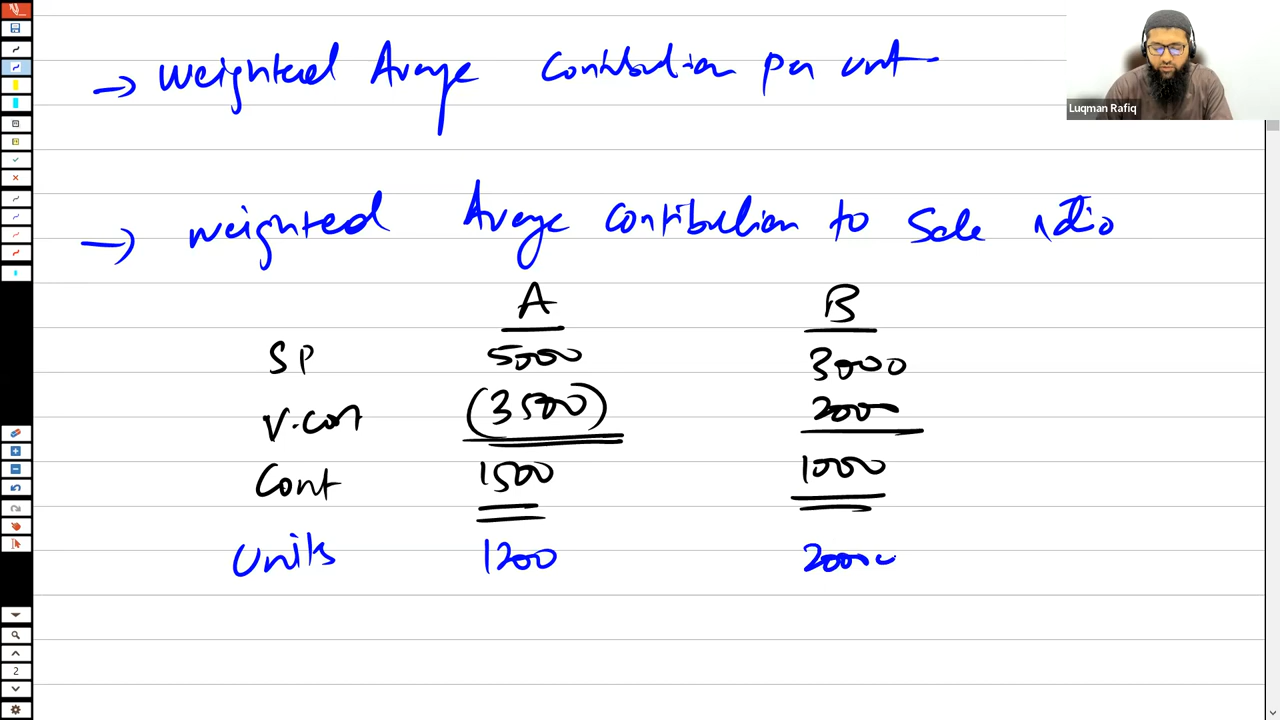 → Weighted Average Contribution per unit
Luqman Rafiq
→ Weighted Average Contribution to Sale ratio
A B
SP 5000 3000
V.Cost (3500) 2000
Cont 1500 1000
Units 1200
2